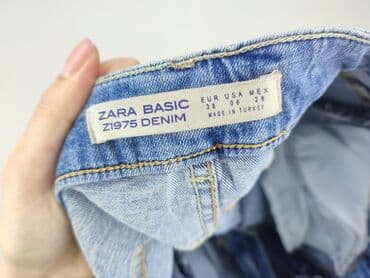 ZARA BASIC
Z1975 DENIM
EUR USA MEX
38 06 28
MADE IN TURKEY